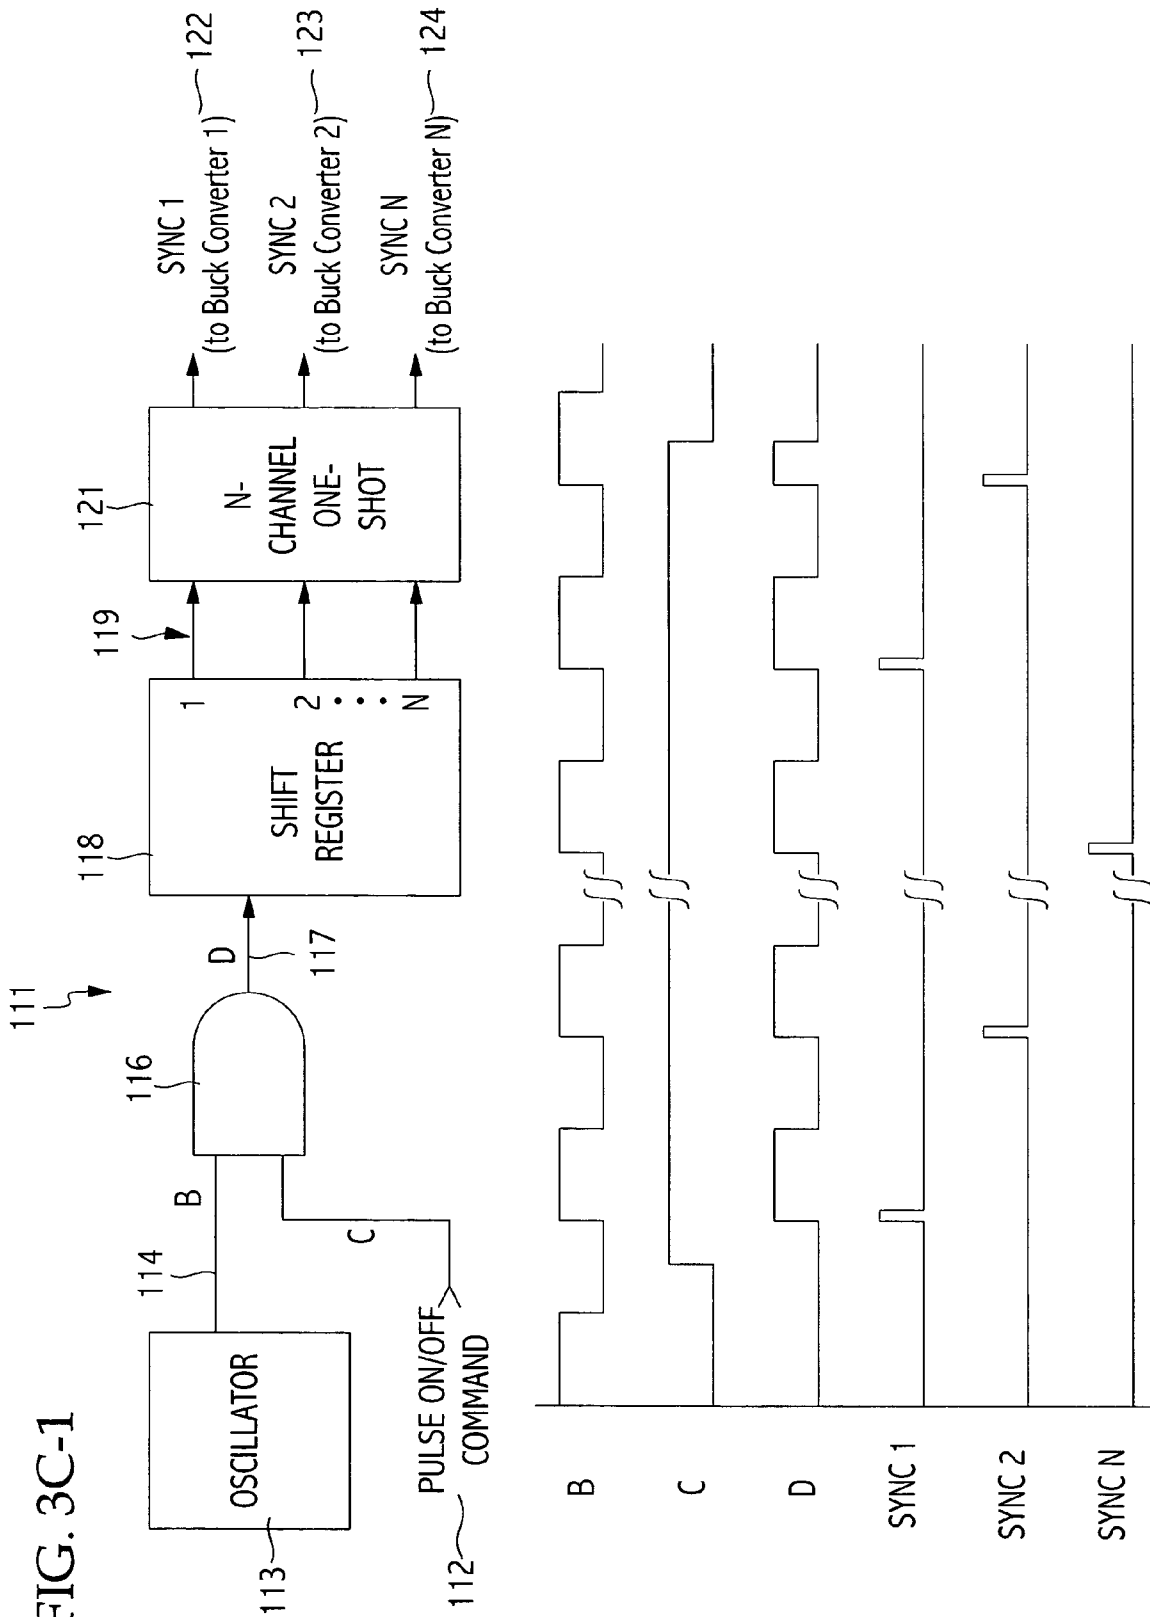 FIG. 3C-1
111
113
OSCILLATOR
114
B
112
PULSE ON/OFF
COMMAND
C
116
D
117
118
SHIFT
REGISTER
1
2
N
119
121
N-
CHANNEL
ONE-
SHOT
SYNC 1
(to Buck Converter 1)
122
SYNC 2
(to Buck Converter 2)
123
SYNC N
(to Buck Converter N)
124
B
C
D
SYNC 1
SYNC 2
SYNC N